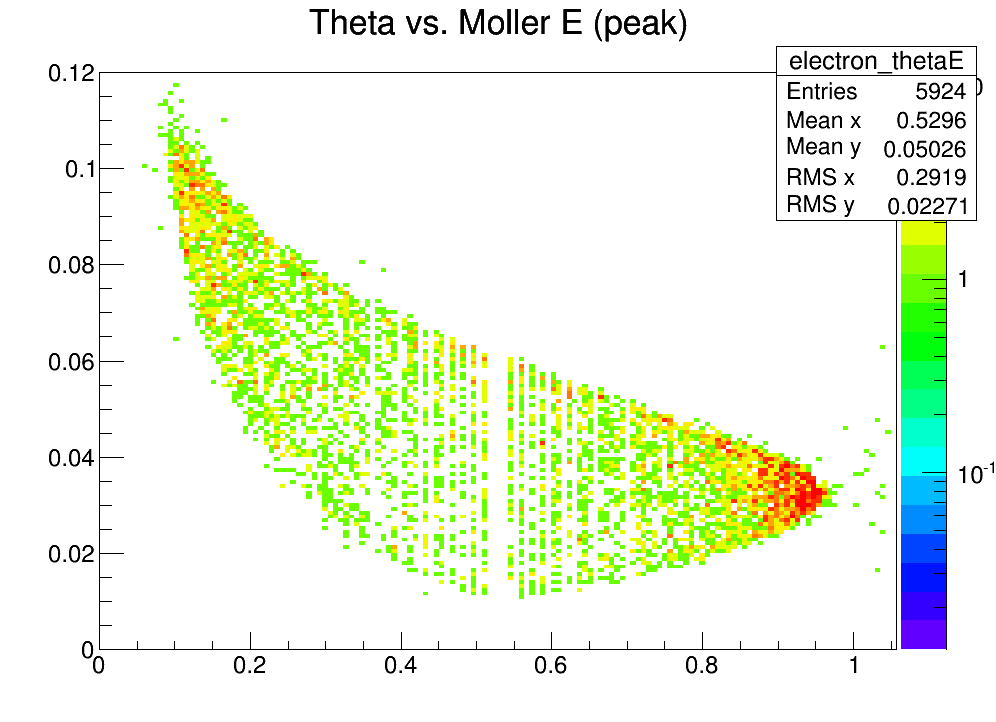 Theta vs. Moller E (peak)
electron_thetaE
Entries 5924
Mean x 0.5296
Mean y 0.05026
RMS x 0.2919
RMS y 0.02271
0.12
0.1
0.08
0.06
0.04
0.02
0
0 0.2 0.4 0.6 0.8 1
0
1
10-1